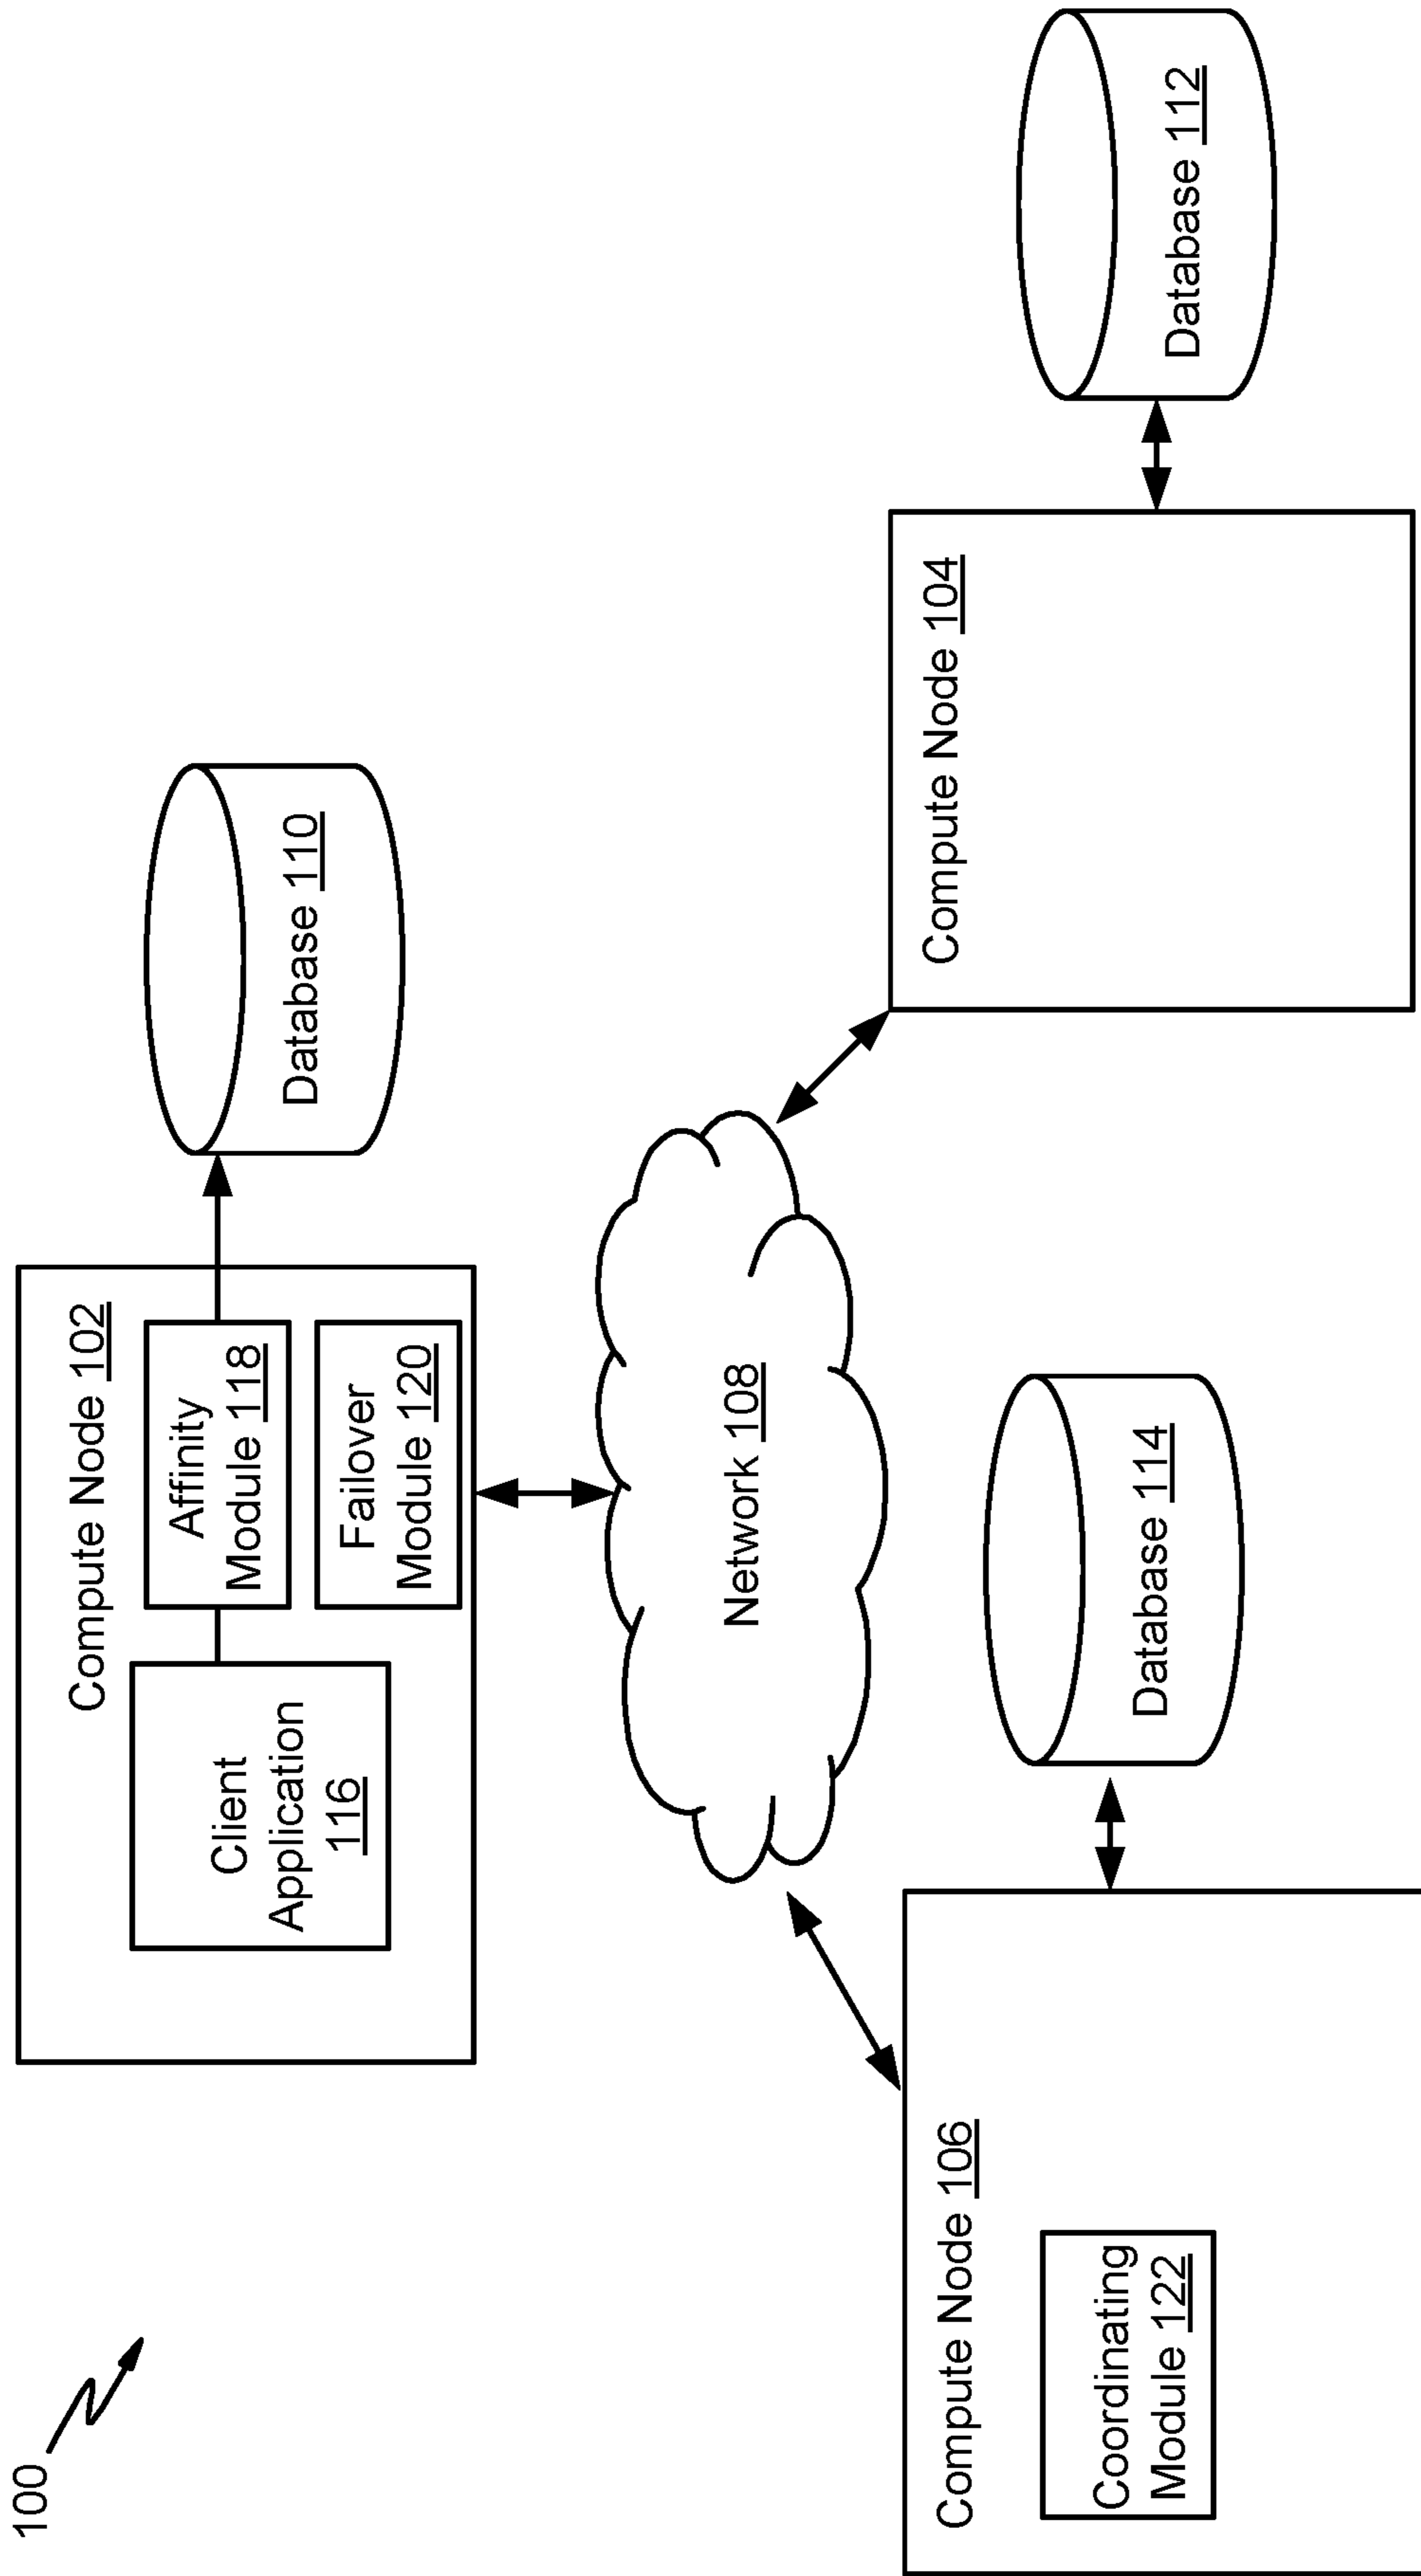 100
Compute Node 102
Client
Application
116
Affinity
Module 118
Failover
Module 120
Database 110
Network 108
Compute Node 106
Coordinating
Module 122
Database 114
Compute Node 104
Database 112